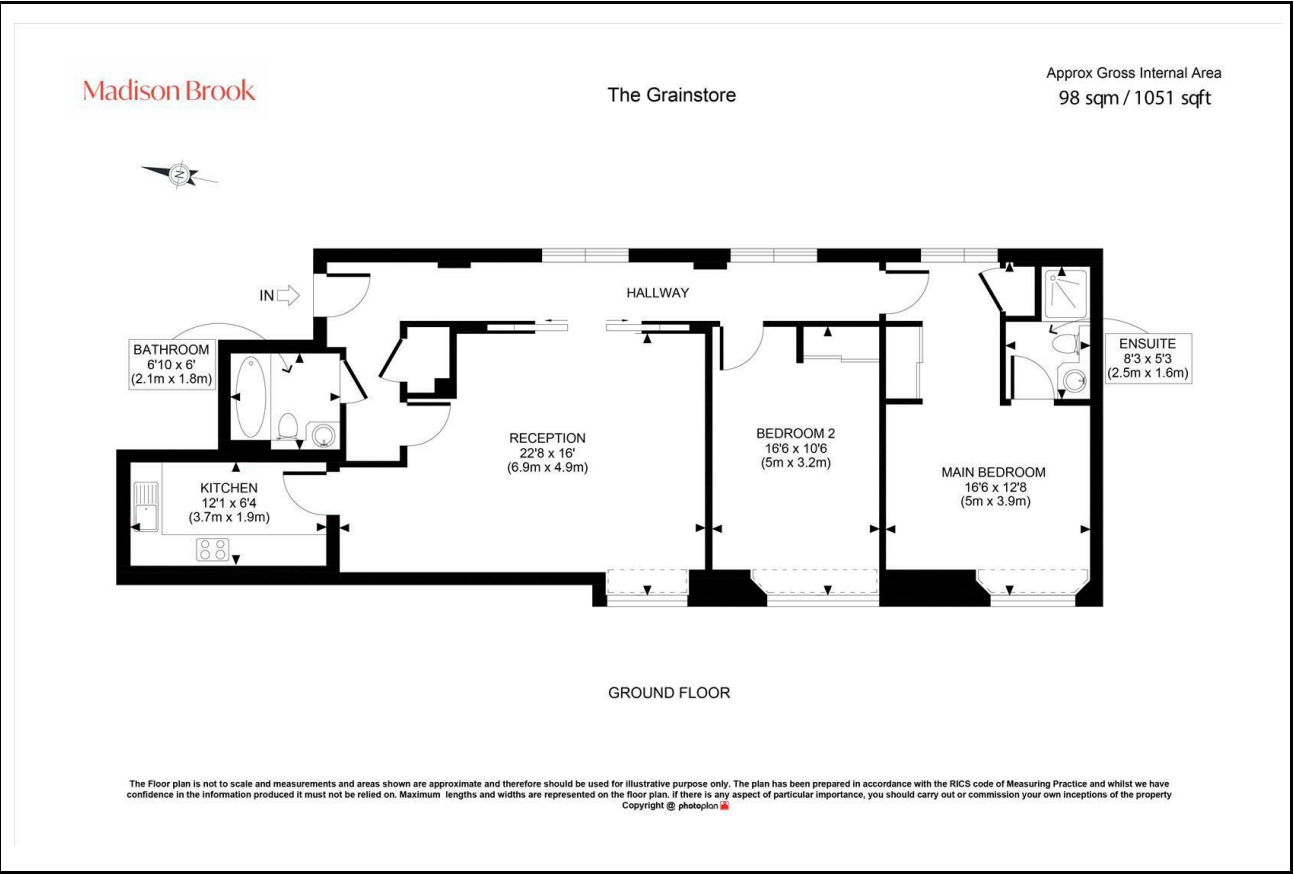 Madison Brook
The Grainstore
Approx Gross Internal Area
98 sqm / 1051 sqft
N
IN
HALLWAY
BATHROOM
6'10 x 6'
(2.1m x 1.8m)
ENSUITE
8'3 x 5'3
(2.5m x 1.6m)
RECEPTION
22'8 x 16'
(6.9m x 4.9m)
BEDROOM 2
16'6 x 10'6
(5m x 3.2m)
MAIN BEDROOM
16'6 x 12'8
(5m x 3.9m)
KITCHEN
12'1 x 6'4
(3.7m x 1.9m)
GROUND FLOOR
The Floor plan is not to scale and measurements and areas shown are approximate and therefore should be used for illustrative purpose only. The plan has been prepared in accordance with the RICS code of Measuring Practice and whilst we have
confidence in the information produced it must not be relied on. Maximum lengths and widths are represented on the floor plan. if there is any aspect of particular importance, you should carry out or commission your own inceptions of the property
Copyright @ photoplan